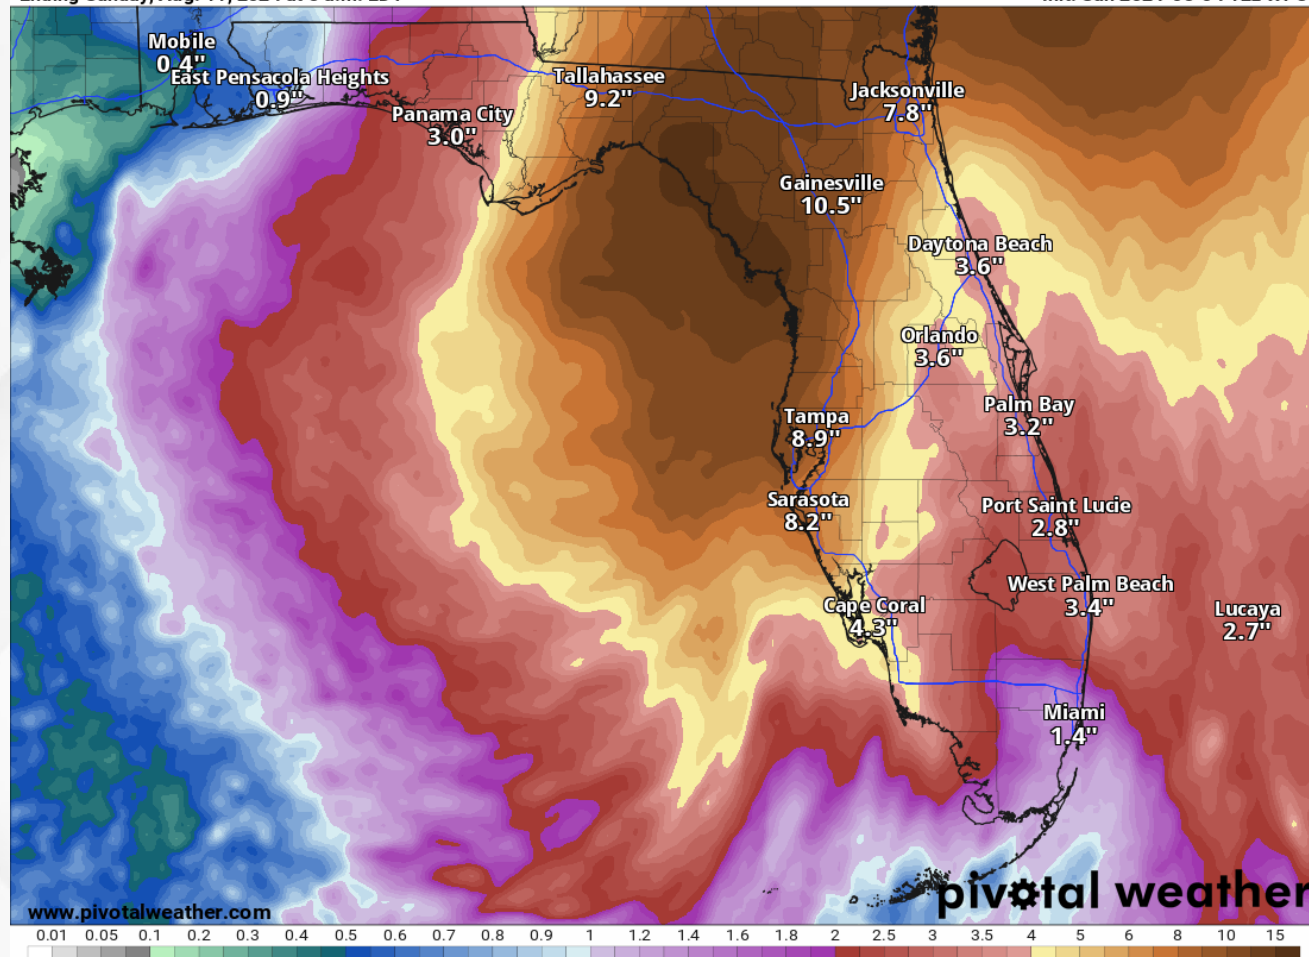 Mobile
0.4"
East Pensacola Heights
0.9"
Panama City
3.0"
Tallahassee
9.2"
Jacksonville
7.8"
Gainesville
10.5"
Daytona Beach
3.6"
Orlando
3.6"
Palm Bay
3.2"
Tampa
8.9"
Sarasota
8.2"
Port Saint Lucie
2.8"
West Palm Beach
3.4"
Cape Coral
4.3"
Lucaya
2.7"
Miami
1.4"
pivotal weather
www.pivotalweather.com
0.01 0.05 0.1 0.2 0.3 0.4 0.5 0.6 0.7 0.8 0.9 1 1.2 1.4 1.6 1.8 2 2.5 3 3.5 4 5 6 8 10 15